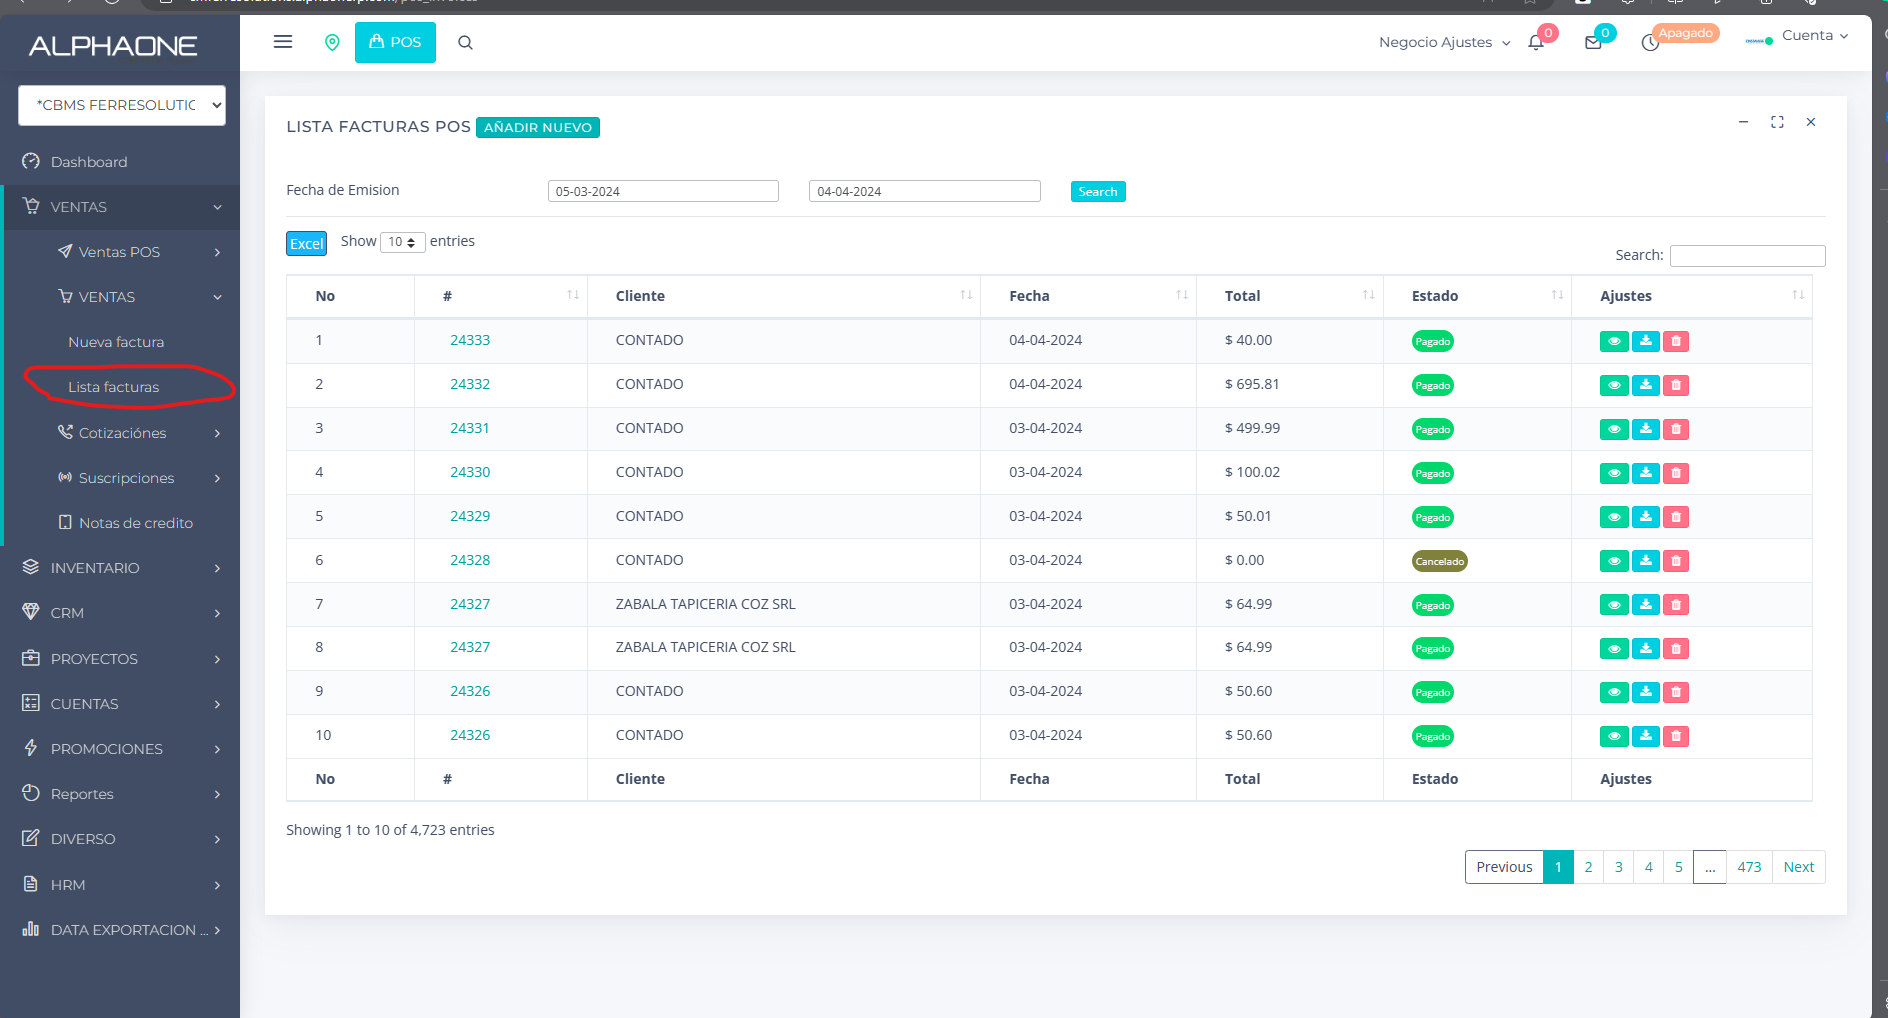 ALPHAONE
POS
Negocio Ajustes
0
0
Apagado
Cuenta
*CBMS FERRESOLUTIC
Dashboard
VENTAS
Ventas POS
VENTAS
Nueva factura
Lista facturas
Cotizaciónes
Suscripciones
Notas de credito
INVENTARIO
CRM
PROYECTOS
CUENTAS
PROMOCIONES
Reportes
DIVERSO
HRM
DATA EXPORTACION ...
LISTA FACTURAS POS AÑADIR NUEVO
Fecha de Emision 05-03-2024 04-04-2024 Search
Excel Show 10 entries
Search:
No # Cliente Fecha Total Estado Ajustes
1 24333 CONTADO 04-04-2024 $ 40.00 Pagado
2 24332 CONTADO 04-04-2024 $ 695.81 Pagado
3 24331 CONTADO 03-04-2024 $ 499.99 Pagado
4 24330 CONTADO 03-04-2024 $ 100.02 Pagado
5 24329 CONTADO 03-04-2024 $ 50.01 Pagado
6 24328 CONTADO 03-04-2024 $ 0.00 Cancelado
7 24327 ZABALA TAPICERIA COZ SRL 03-04-2024 $ 64.99 Pagado
8 24327 ZABALA TAPICERIA COZ SRL 03-04-2024 $ 64.99 Pagado
9 24326 CONTADO 03-04-2024 $ 50.60 Pagado
10 24326 CONTADO 03-04-2024 $ 50.60 Pagado
No # Cliente Fecha Total Estado Ajustes
Showing 1 to 10 of 4,723 entries
Previous 1 2 3 4 5 ... 473 Next